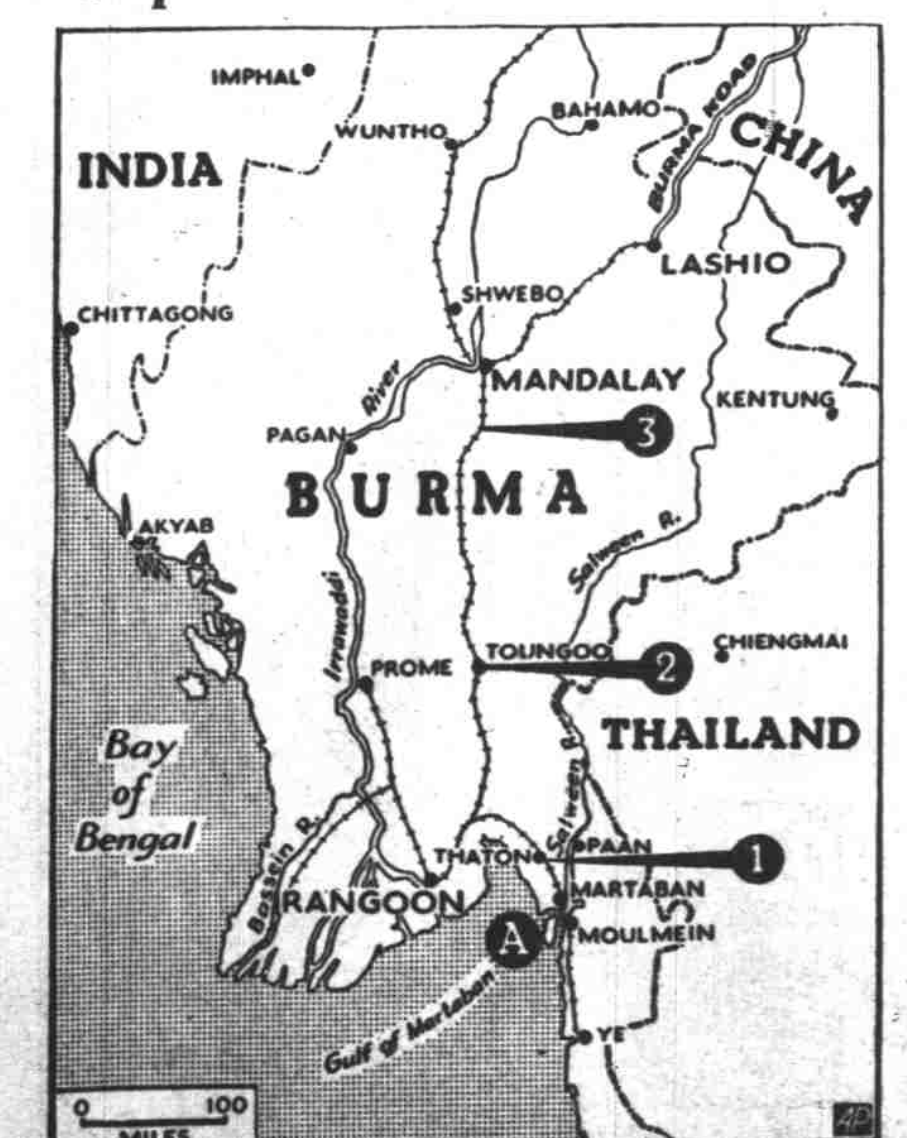 IMPHAL
BAHAMO
BURMA ROAD
CHINA
WUNTHO
INDIA
LASHIO
SHWEBO
CHITTAGONG
MANDALAY
River
KENTUNG
3
PAGAN
BURMA
AKYAB
Salween R.
Irrawaddi
TOUNGOO
CHIENGMAI
2
PROME
THAILAND
Bay
of
Bengal
Salween R.
Bassein R.
PAAN
THATON
1
MARTABAN
RANGOON
A
MOULMEIN
Gulf of Martaban
YE
0 100
MILES
AP